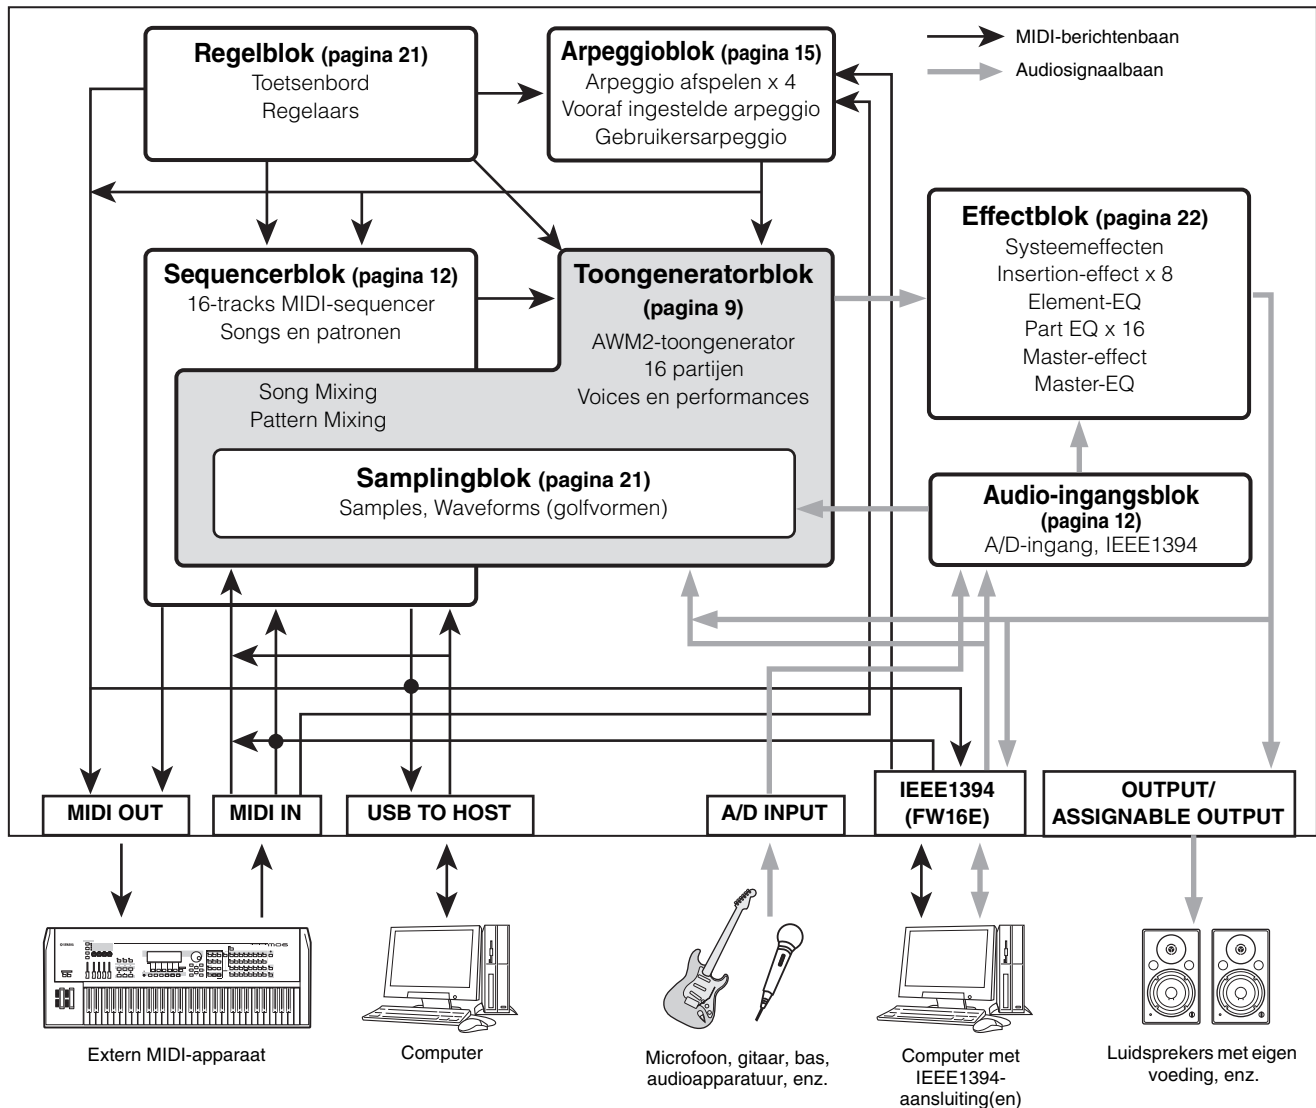 Regelblok (pagina 21)
Toetsenbord
Regelaars
Arpeggioblok (pagina 15)
Arpeggio afspelen x 4
Vooraf ingestelde arpeggio
Gebruikersarpeggio
MIDI-berichtenbaan
Audiosignaalbaan
Sequencerblok (pagina 12)
16-tracks MIDI-sequencer
Songs en patronen
Toongeneratorblok
(pagina 9)
AWM2-toongenerator
16 partijen
Voices en performances
Song Mixing
Pattern Mixing
Samplingblok (pagina 21)
Samples, Waveforms (golfvormen)
Effectblok (pagina 22)
Systeemeffecten
Insertion-effect x 8
Element-EQ
Part EQ x 16
Master-effect
Master-EQ
Audio-ingangsblok
(pagina 12)
A/D-ingang, IEEE1394
MIDI OUT
MIDI IN
USB TO HOST
A/D INPUT
IEEE1394
(FW16E)
OUTPUT/
ASSIGNABLE OUTPUT
Extern MIDI-apparaat
Computer
Microfoon, gitaar, bas,
audioapparatuur, enz.
Computer met
IEEE1394-
aansluiting(en)
Luidsprekers met eigen
voeding, enz.